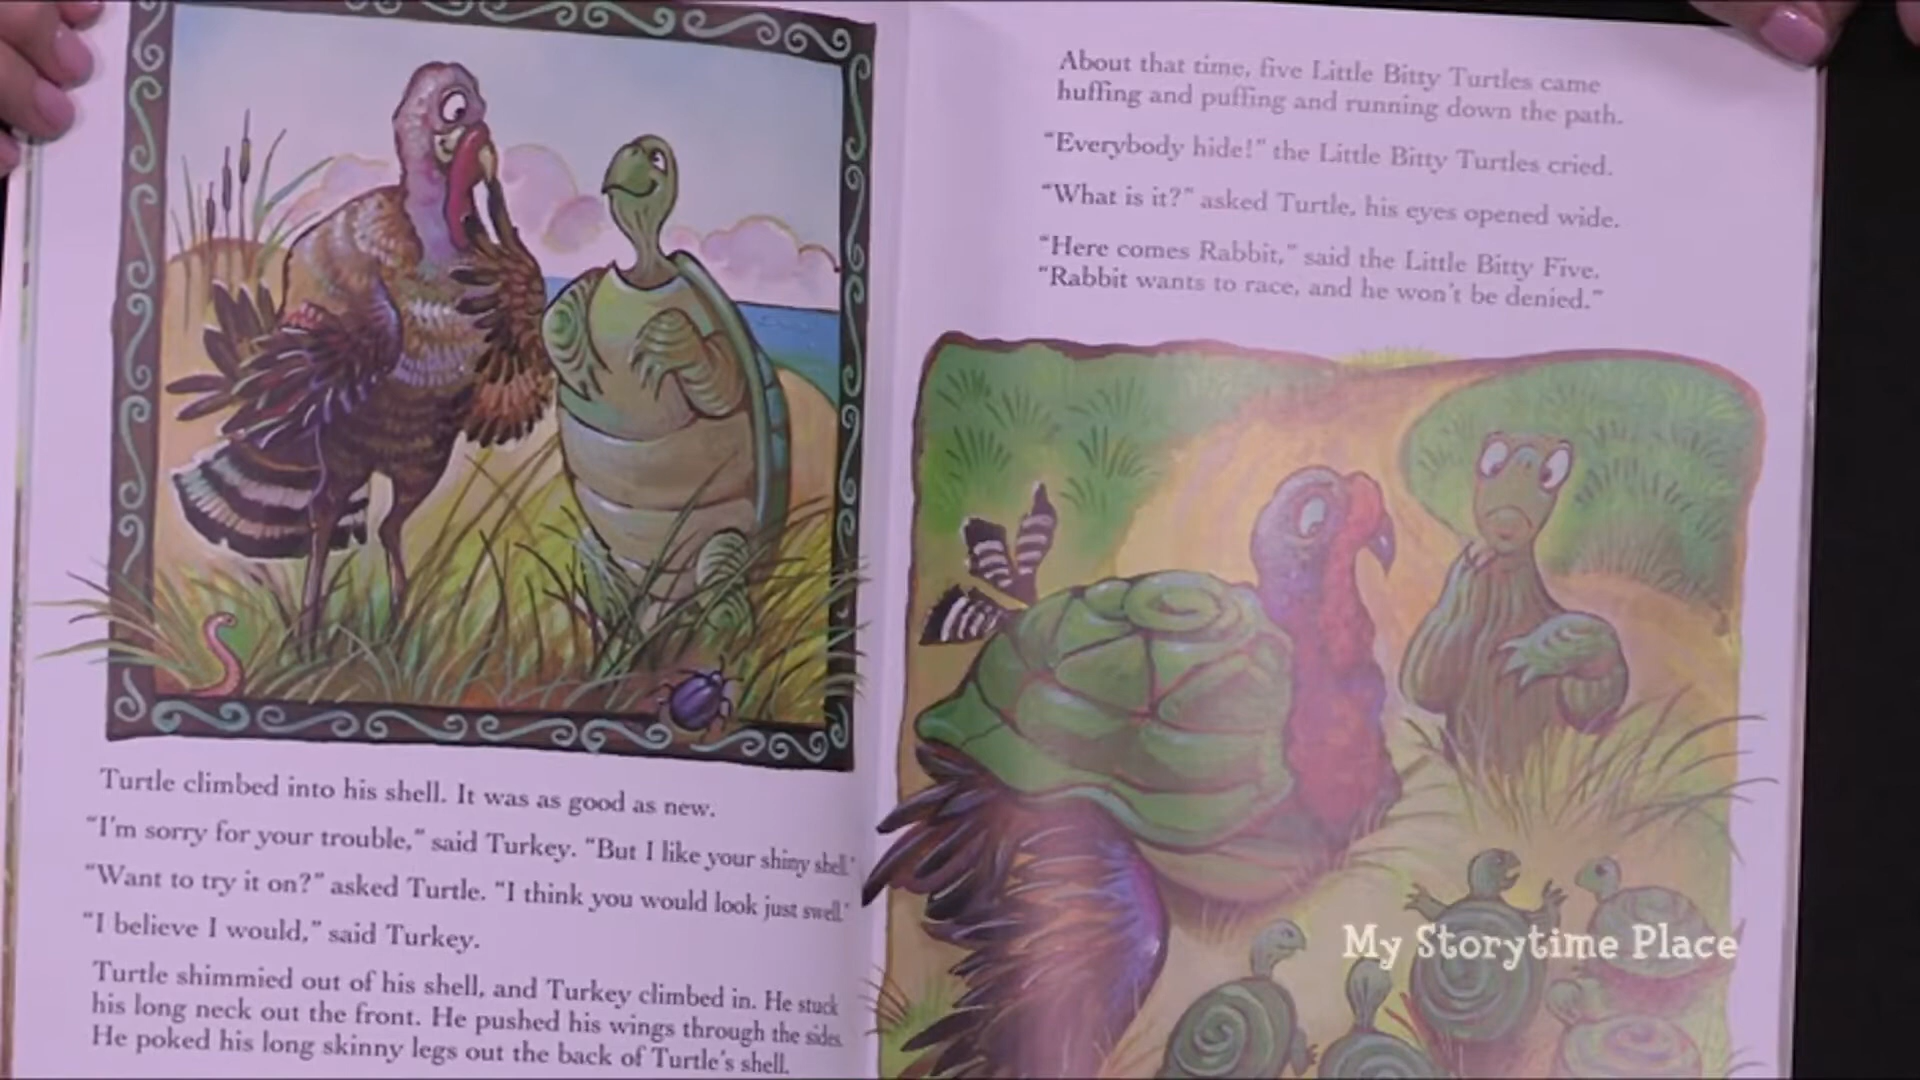 Turtle climbed into his shell. It was as good as new.
"I'm sorry for your trouble," said Turkey. "But I like your shiny shell."
"Want to try it on?" asked Turtle. "I think you would look just swell."
"I believe I would," said Turkey.
Turtle shimmied out of his shell, and Turkey climbed in. He stuck
his long neck out the front. He pushed his wings through the sides.
He poked his long skinny legs out the back of Turtle's shell.
About that time, five Little Bitty Turtles came
huffing and puffing and running down the path.
"Everybody hide!" the Little Bitty Turtles cried.
"What is it?" asked Turtle, his eyes opened wide.
"Here comes Rabbit," said the Little Bitty Five.
"Rabbit wants to race, and he won't be denied."
My Storytime Place